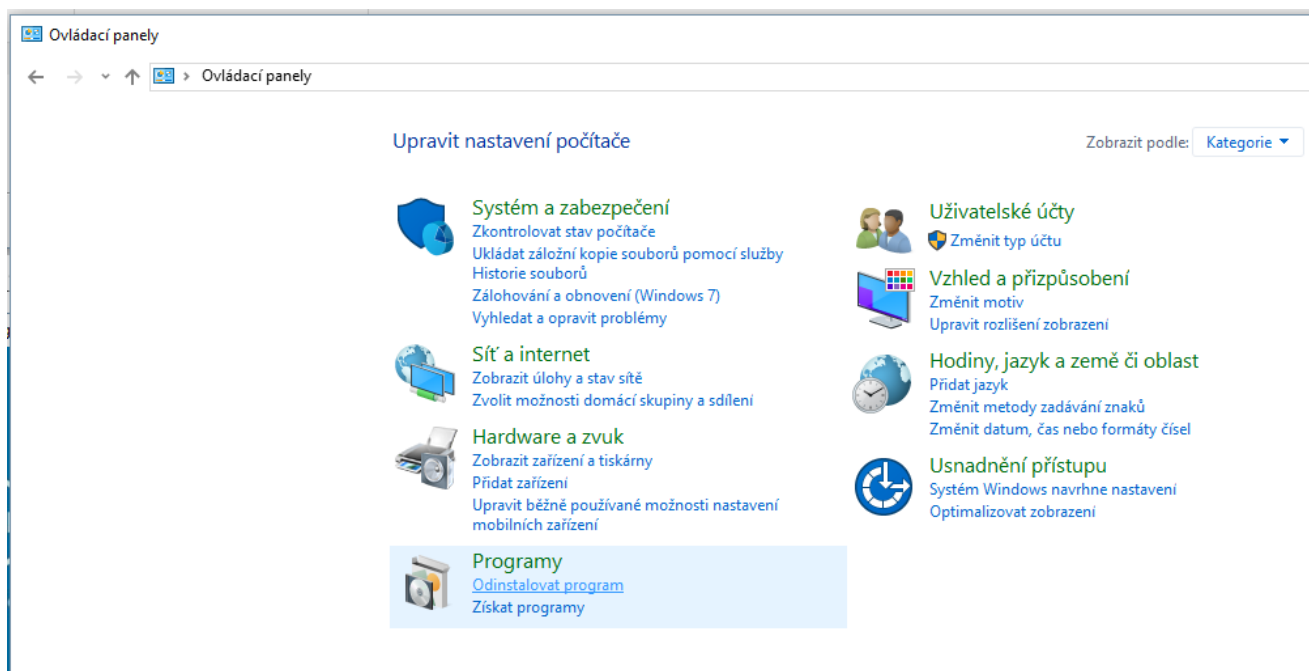 Ovládací panely
Ovládací panely
Upravit nastavení počítače
Zobrazit podle: Kategorie
Systém a zabezpečení
Zkontrolovat stav počítače
Ukládat záložní kopie souborů pomocí služby
Historie souborů
Zálohování a obnovení (Windows 7)
Vyhledat a opravit problémy
Síť a internet
Zobrazit úlohy a stav sítě
Zvolit možnosti domácí skupiny a sdílení
Hardware a zvuk
Zobrazit zařízení a tiskárny
Přidat zařízení
Upravit běžně používané možnosti nastavení
mobilních zařízení
Programy
Odinstalovat program
Získat programy
Uživatelské účty
Změnit typ účtu
Vzhled a přizpůsobení
Změnit motiv
Upravit rozlišení zobrazení
Hodiny, jazyk a země či oblast
Přidat jazyk
Změnit metody zadávání znaků
Změnit datum, čas nebo formáty čísel
Usnadnění přístupu
Systém Windows navrhne nastavení
Optimalizovat zobrazení